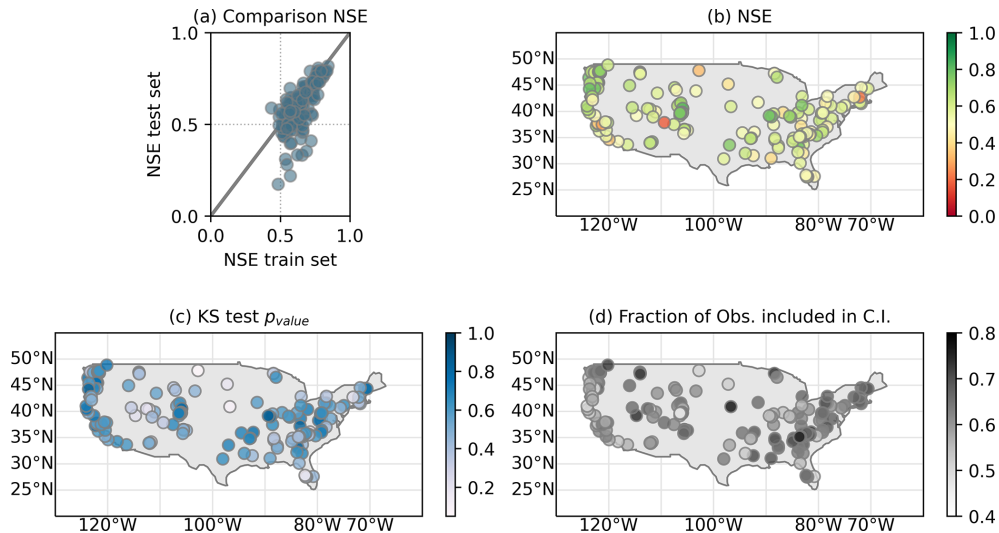 (a) Comparison NSE
1.0
0.5
0.0
NSE test set
0.0 0.5 1.0
NSE train set
(b) NSE
50°N
45°N
40°N
35°N
30°N
25°N
120°W 100°W 80°W 70°W
1.0
0.8
0.6
0.4
0.2
0.0
(c) KS test p_value
50°N
45°N
40°N
35°N
30°N
25°N
120°W 100°W 80°W 70°W
1.0
0.8
0.6
0.4
0.2
(d) Fraction of Obs. included in C.I.
50°N
45°N
40°N
35°N
30°N
25°N
120°W 100°W 80°W 70°W
0.8
0.7
0.6
0.5
0.4